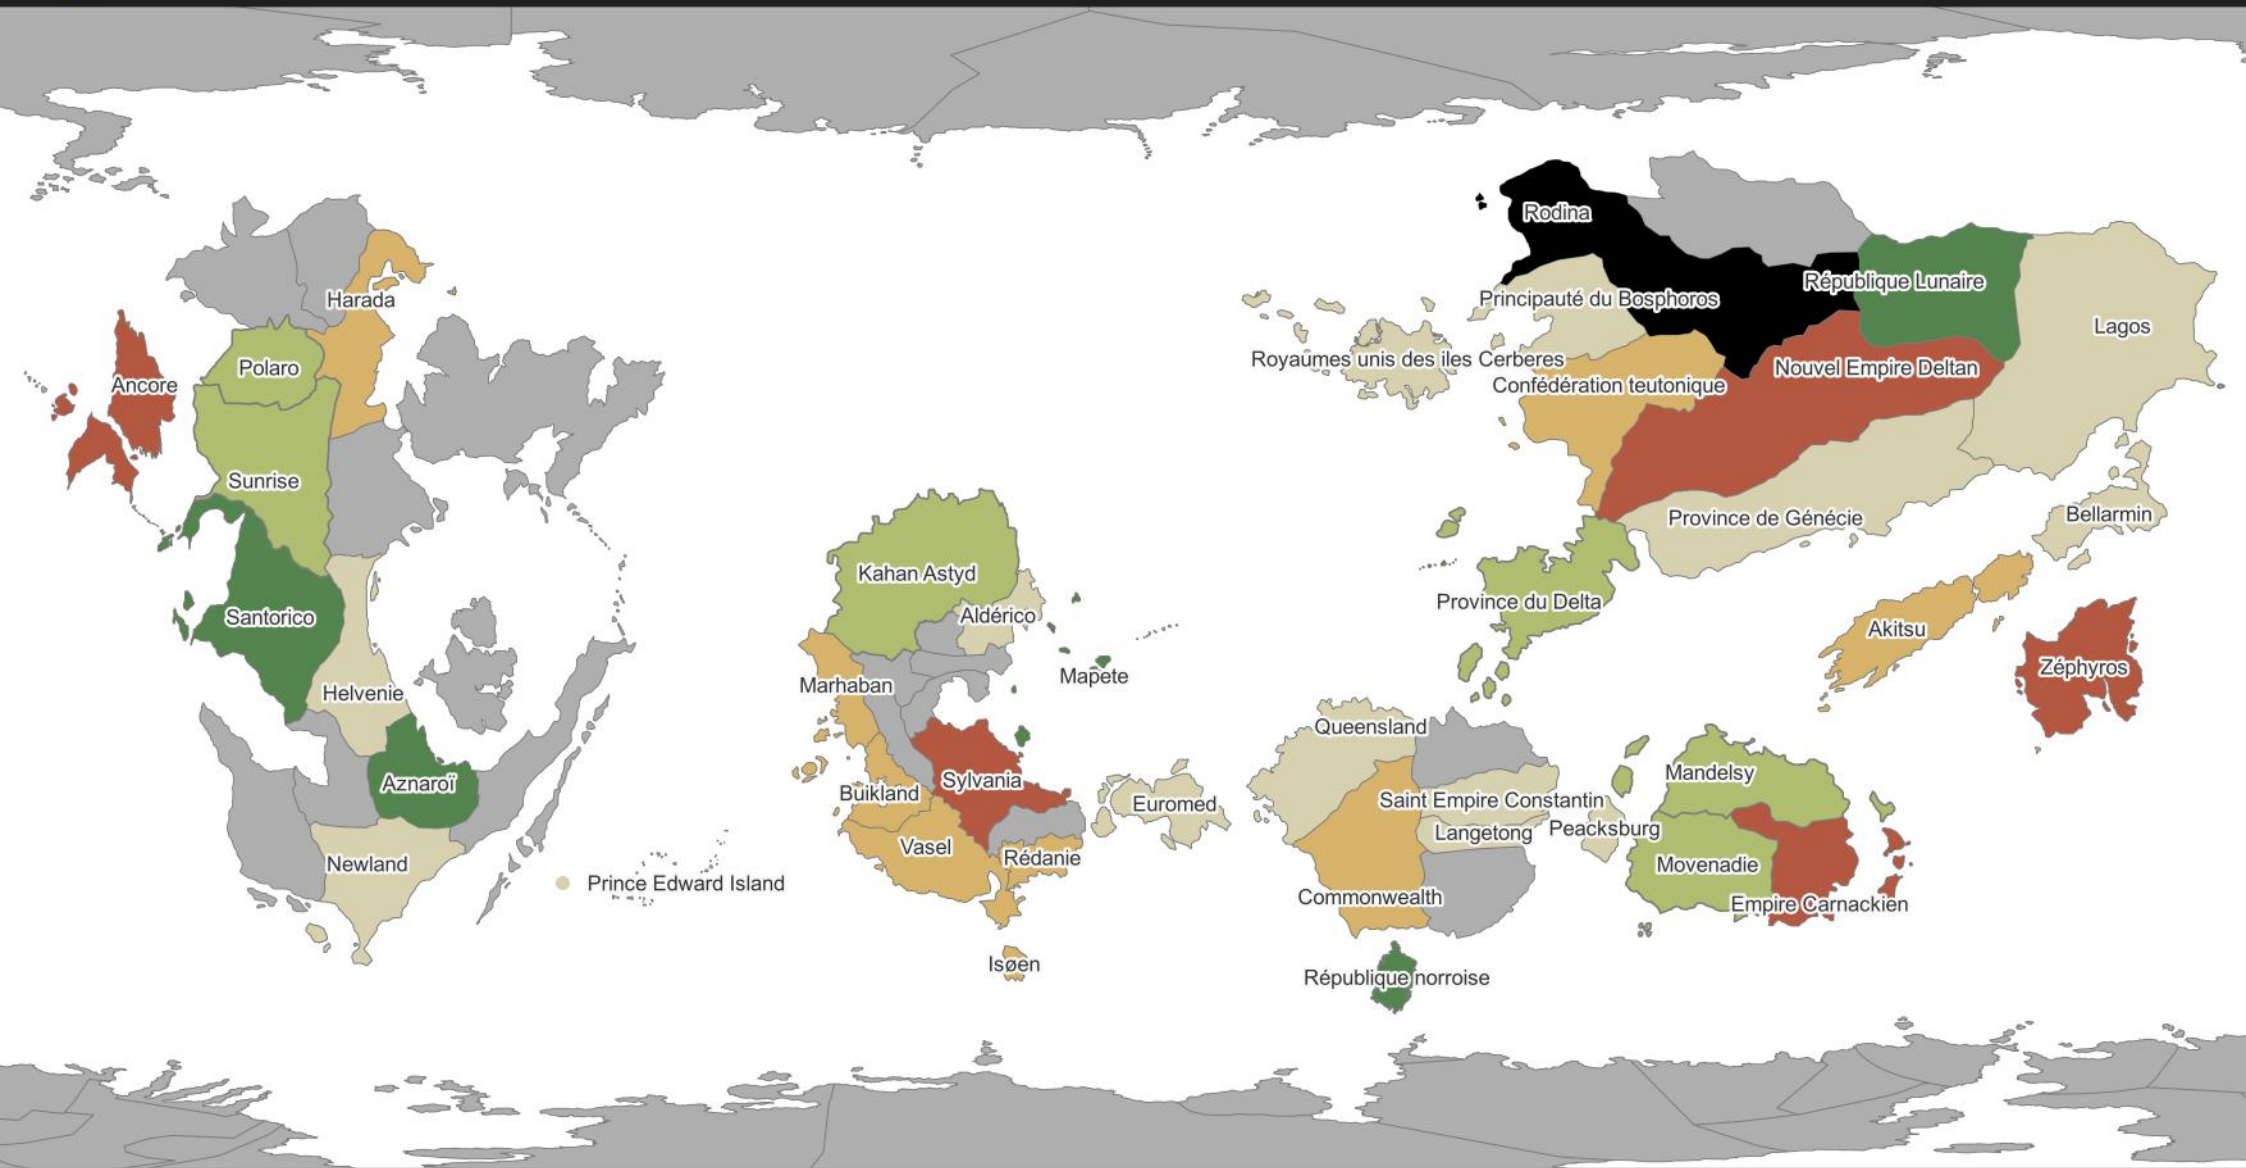 Rodina
République Lunaire
Harada
Principauté du Bosphoros
Lagos
Royaumes unis des iles Cerberes
Polaro
Nouvel Empire Deltan
Ancore
Confédération teutonique
Sunrise
Bellarmin
Province de Génécie
Kahan Astyd
Province du Delta
Aldérico
Santorico
Akitsu
Zéphyros
Mapete
Marhaban
Helvenie
Queensland
Mandelsy
Sylvania
Aznaroï
Buikland
Saint Empire Constantin
Euromed
Peacksburg
Langetong
Vasel
Rédanie
Newland
Movenadie
Prince Edward Island
Commonwealth
Empire Carnackien
Isøen
République norroise